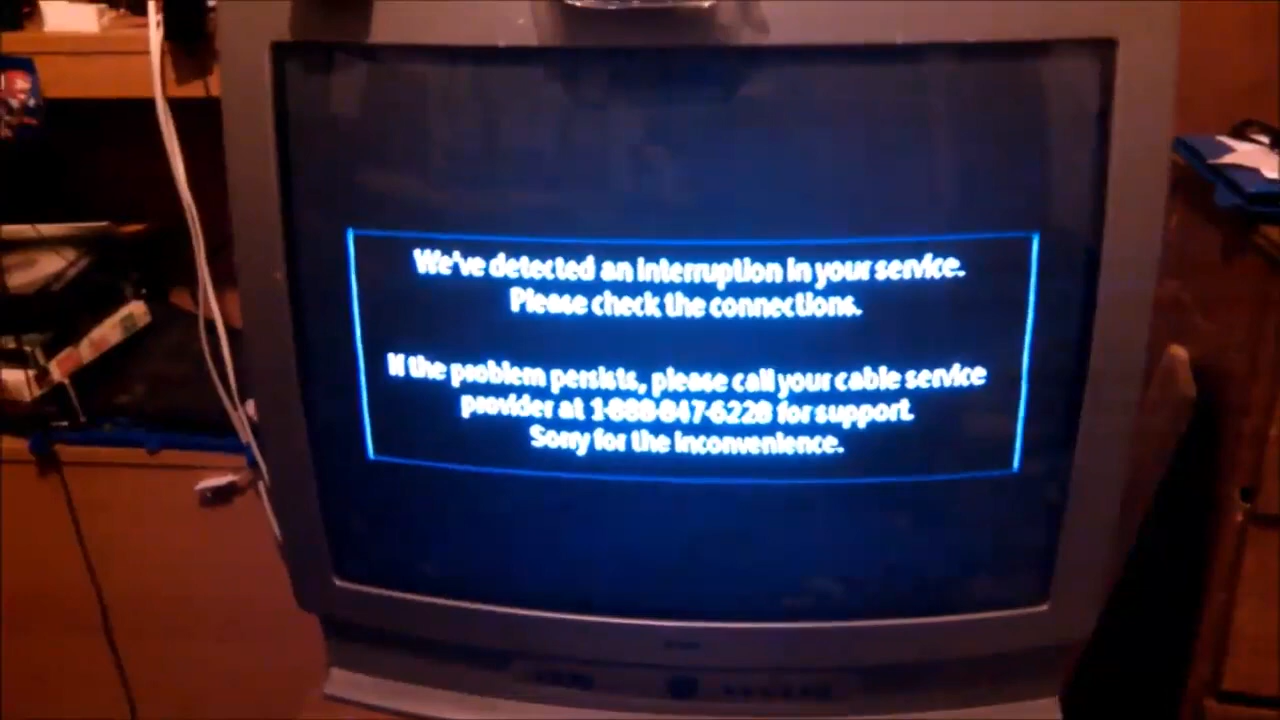 We've detected an interruption in your service.
Please check the connections.
If the problem persists, please call your cable service
provider at 1-888-847-6228 for support.
Sorry for the inconvenience.